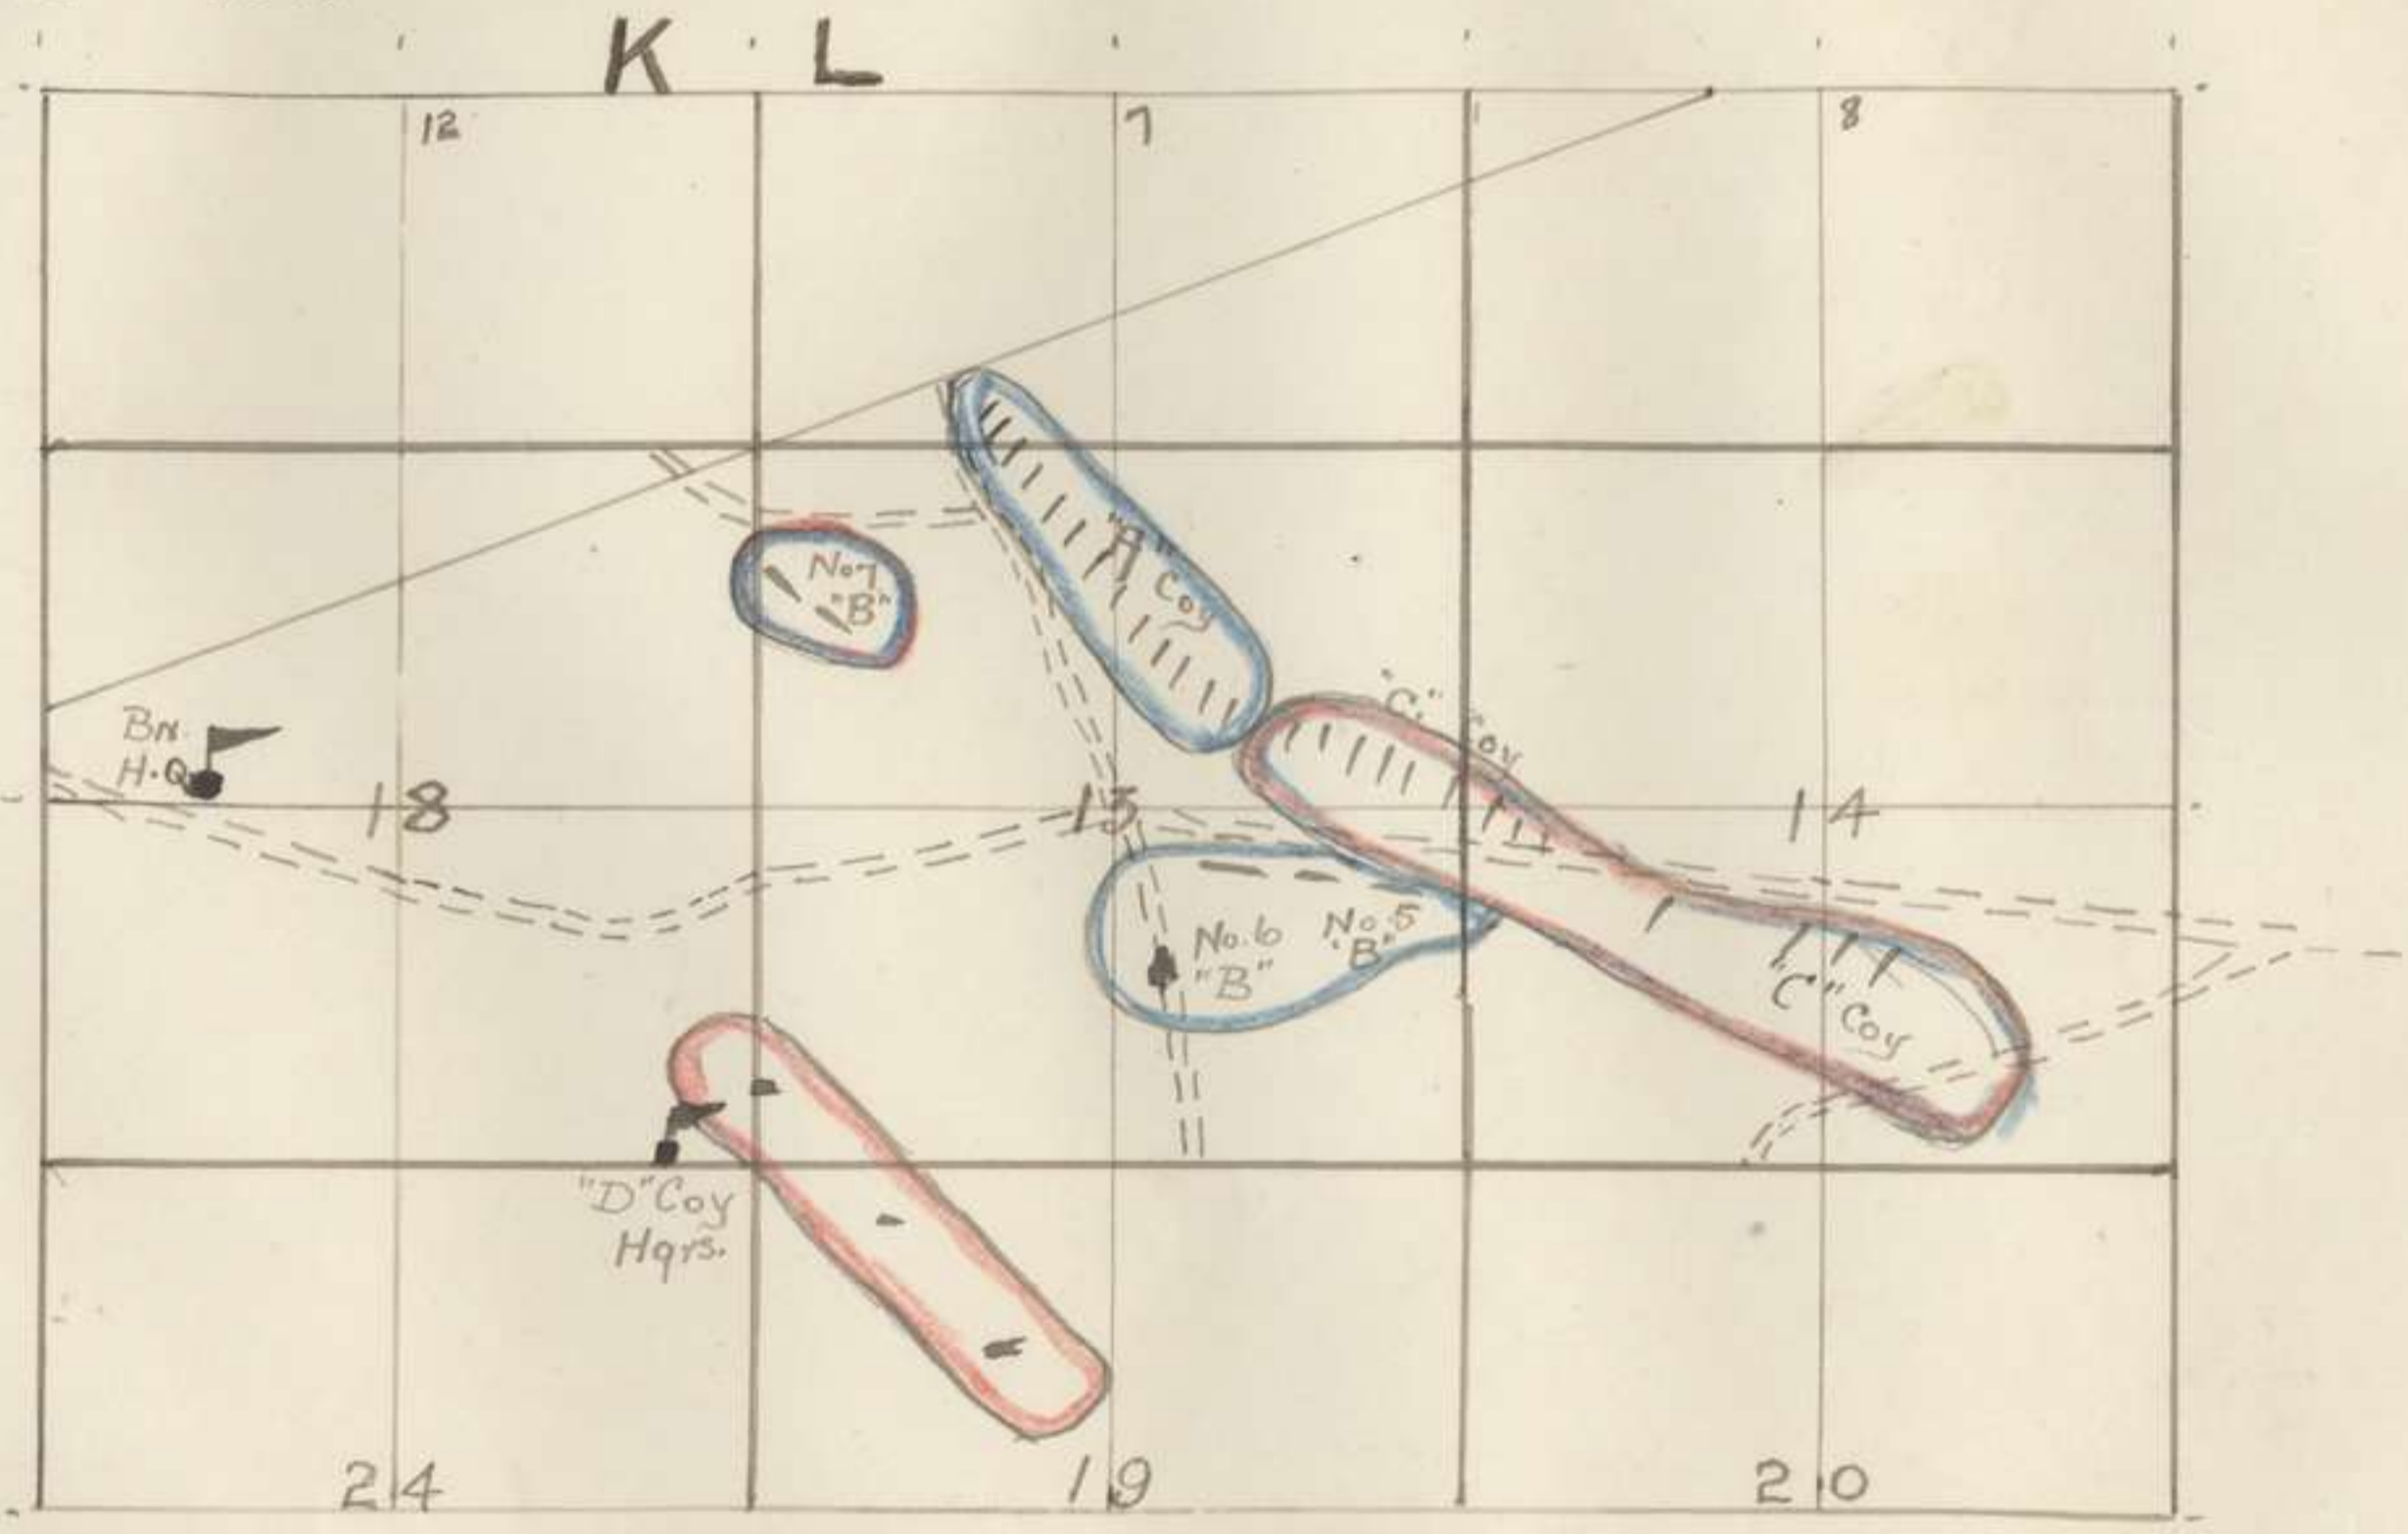 K L
12
7
8
No 7
"B"
"A"
Coy
"C" Coy
Bn.
H.Q
18
13
14
No. 6
"B"
No. 5
"B"
"C" Coy
"D" Coy
Hqrs.
24
19
20